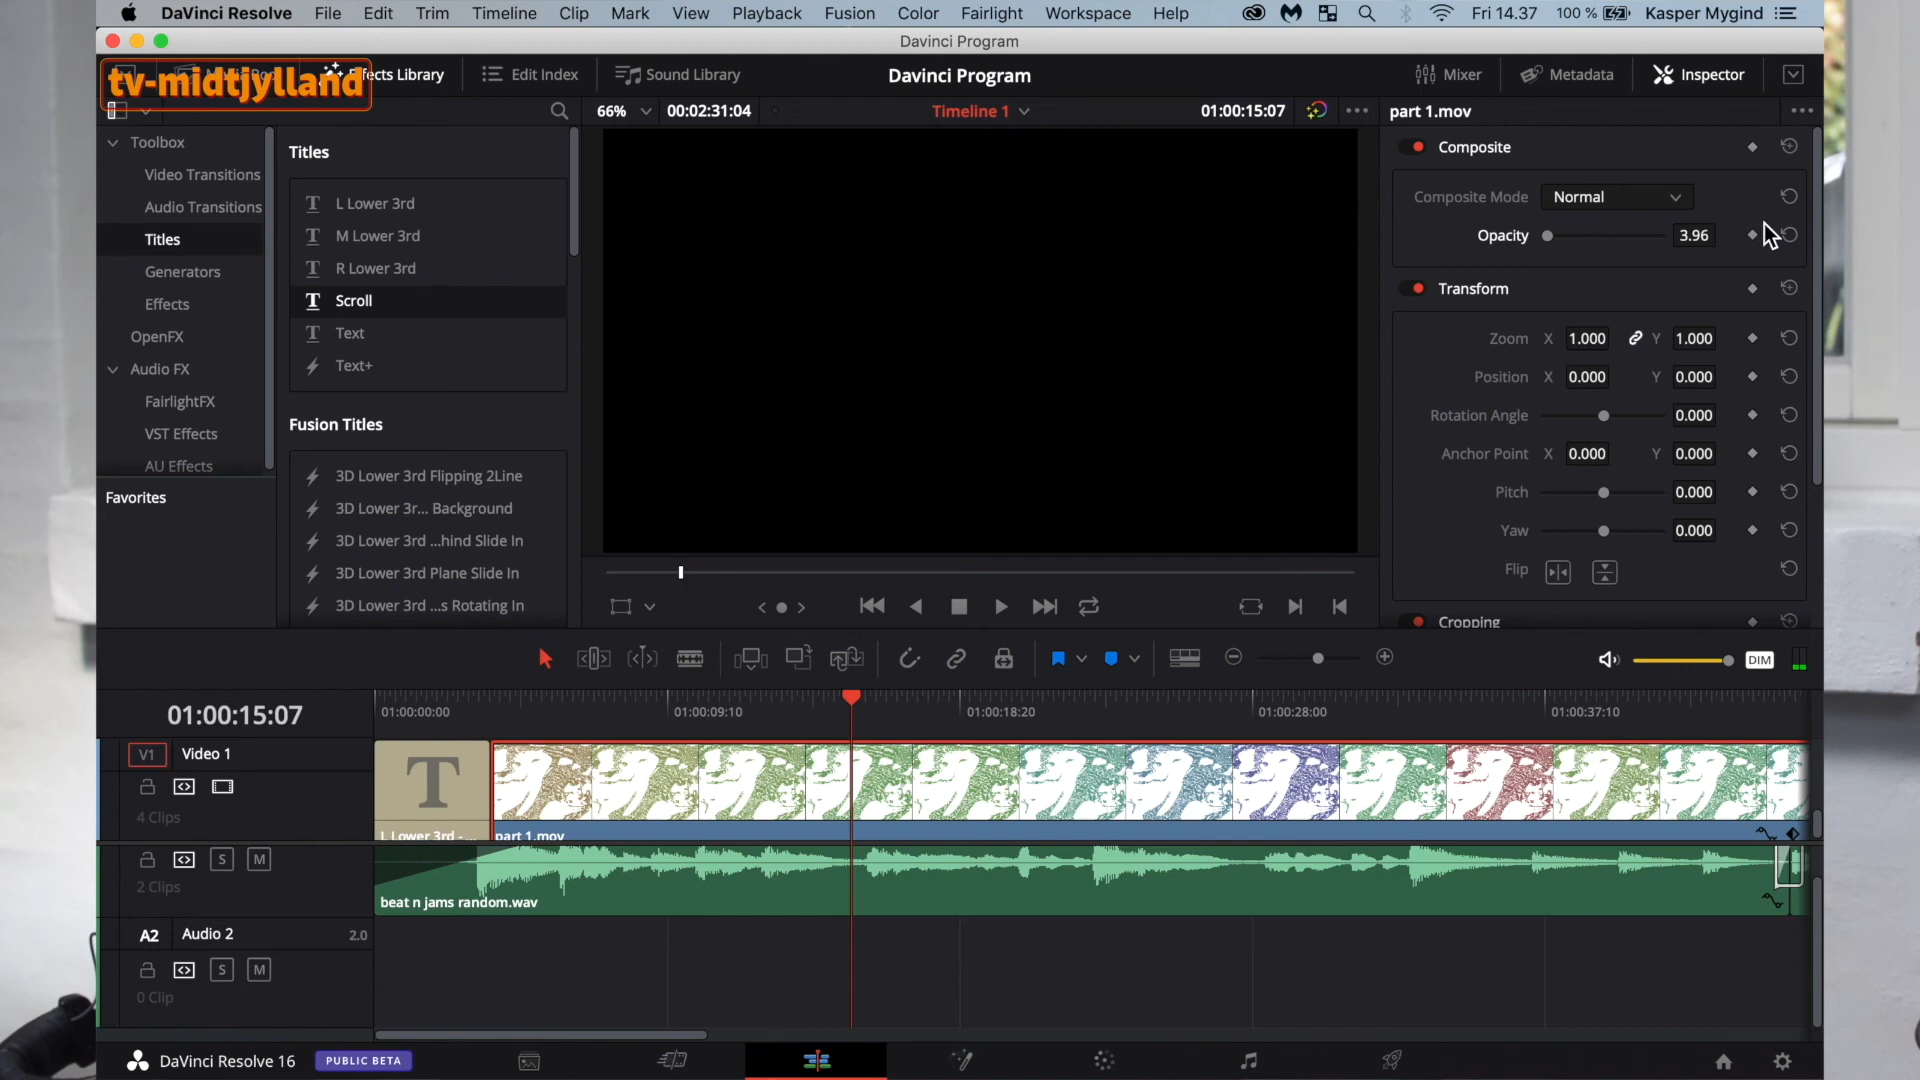 DaVinci Resolve File Edit Trim Timeline Clip Mark View Playback Fusion Color Fairlight Workspace Help Fri 14.37 100 % Kasper Mygind
Davinci Program
tv-midtjylland
Effects Library Edit Index Sound Library Davinci Program Mixer Metadata Inspector
66% 00:02:31:04 Timeline 1 01:00:15:07 part 1.mov
Toolbox
Video Transitions
Audio Transitions
Titles
Generators
Effects
OpenFX
Audio FX
FairlightFX
VST Effects
AU Effects
Favorites
Titles
L Lower 3rd
M Lower 3rd
R Lower 3rd
Scroll
Text
Text+
Fusion Titles
3D Lower 3rd Flipping 2Line
3D Lower 3r... Background
3D Lower 3rd ...hind Slide In
3D Lower 3rd Plane Slide In
3D Lower 3rd ...s Rotating In
Composite
Composite Mode Normal
Opacity 3.96
Transform
Zoom X 1.000 Y 1.000
Position X 0.000 Y 0.000
Rotation Angle 0.000
Anchor Point X 0.000 Y 0.000
Pitch 0.000
Yaw 0.000
Flip
Cropping
DIM
01:00:15:07 01:00:00:00 01:00:09:10 01:00:18:20 01:00:28:00 01:00:37:10
V1 Video 1
4 Clips
T
L Lower 3rd - ... part 1.mov
S M
2 Clips
beat n jams random.wav
A2 Audio 2 2.0
S M
0 Clip
DaVinci Resolve 16 PUBLIC BETA